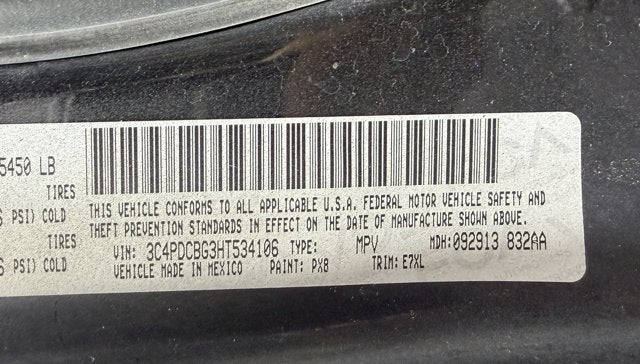 5450 LB
TIRES
PSI) COLD
TIRES
PSI) COLD
THIS VEHICLE CONFORMS TO ALL APPLICABLE U.S.A. FEDERAL MOTOR VEHICLE SAFETY AND
THEFT PREVENTION STANDARDS IN EFFECT ON THE DATE OF MANUFACTURE SHOWN ABOVE.
VIN: 3C4PDCBG3HT534106 TYPE: MPV MDH:092913 832AA
VEHICLE MADE IN MEXICO PAINT: PX8 TRIM: E7XL